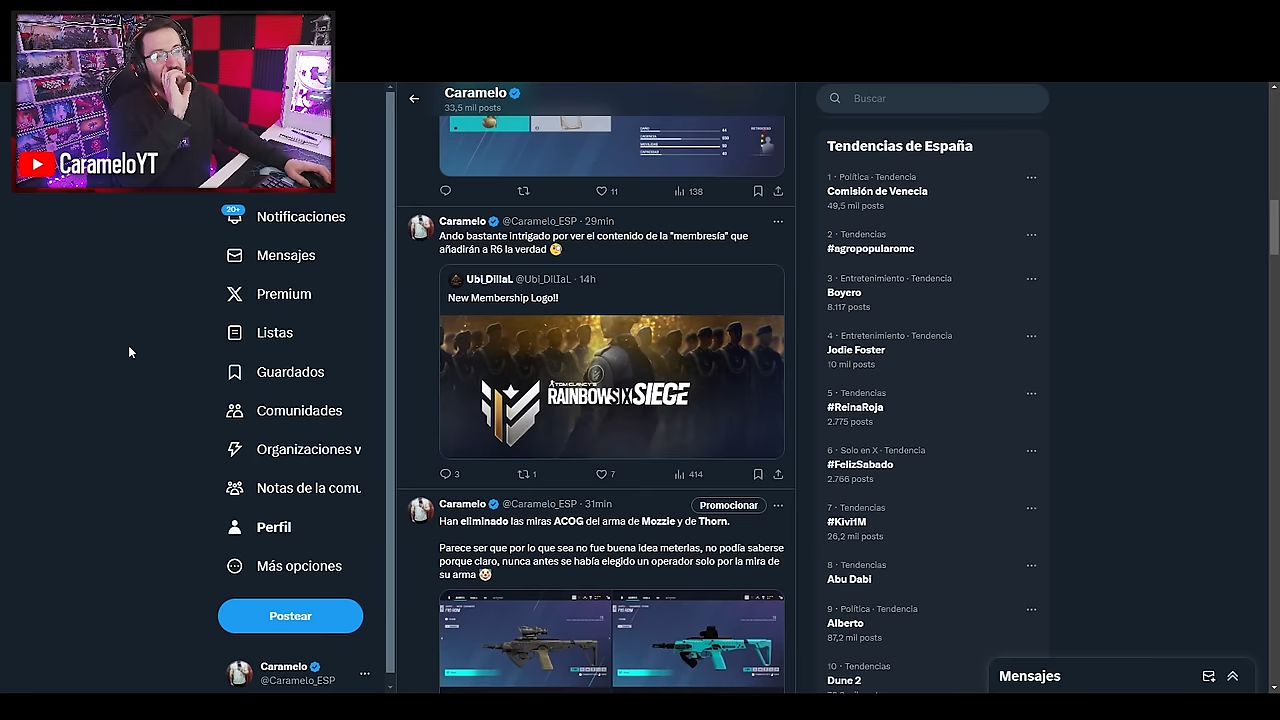 CarameloYT
20+
Notificaciones
Mensajes
Premium
Listas
Guardados
Comunidades
Organizaciones v
Notas de la comu
Perfil
Más opciones
Postear
Caramelo
@Caramelo_ESP
Caramelo
33,5 mil posts
11
138
Caramelo @Caramelo_ESP · 29min
Ando bastante intrigado por ver el contenido de la "membresía" que
añadirán a R6 la verdad
Ubi_DillaL @Ubi_DilIaL · 14h
New Membership Logo!!
TOM CLANCY'S
RAINBOWSIX SIEGE
3
1
7
414
Caramelo @Caramelo_ESP · 31min
Promocionar
Han eliminado las miras ACOG del arma de Mozzie y de Thorn.
Parece ser que por lo que sea no fue buena idea meterlas, no podía saberse
porque claro, nunca antes se había elegido un operador solo por la mira de
su arma
Buscar
Tendencias de España
1 · Política · Tendencia
Comisión de Venecia
49,5 mil posts
2 · Tendencias
#agropopularomc
3 · Entretenimiento · Tendencia
Boyero
8.117 posts
4 · Entretenimiento · Tendencia
Jodie Foster
10 mil posts
5 · Tendencias
#ReinaRoja
2.775 posts
6 · Solo en X · Tendencia
#FelizSabado
2.766 posts
7 · Tendencias
#Kivi1M
26,2 mil posts
8 · Tendencias
Abu Dabi
9 · Política · Tendencia
Alberto
87,2 mil posts
10 · Tendencias
Dune 2
Mensajes